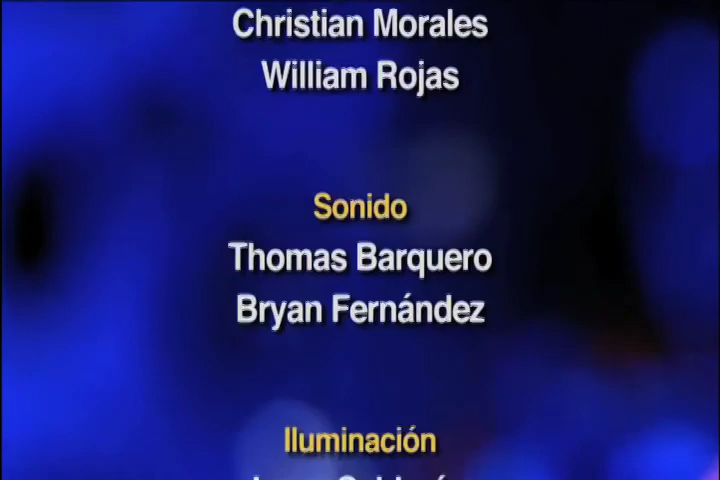 Christian Morales
William Rojas
Sonido
Thomas Barquero
Bryan Fernández
Iluminación